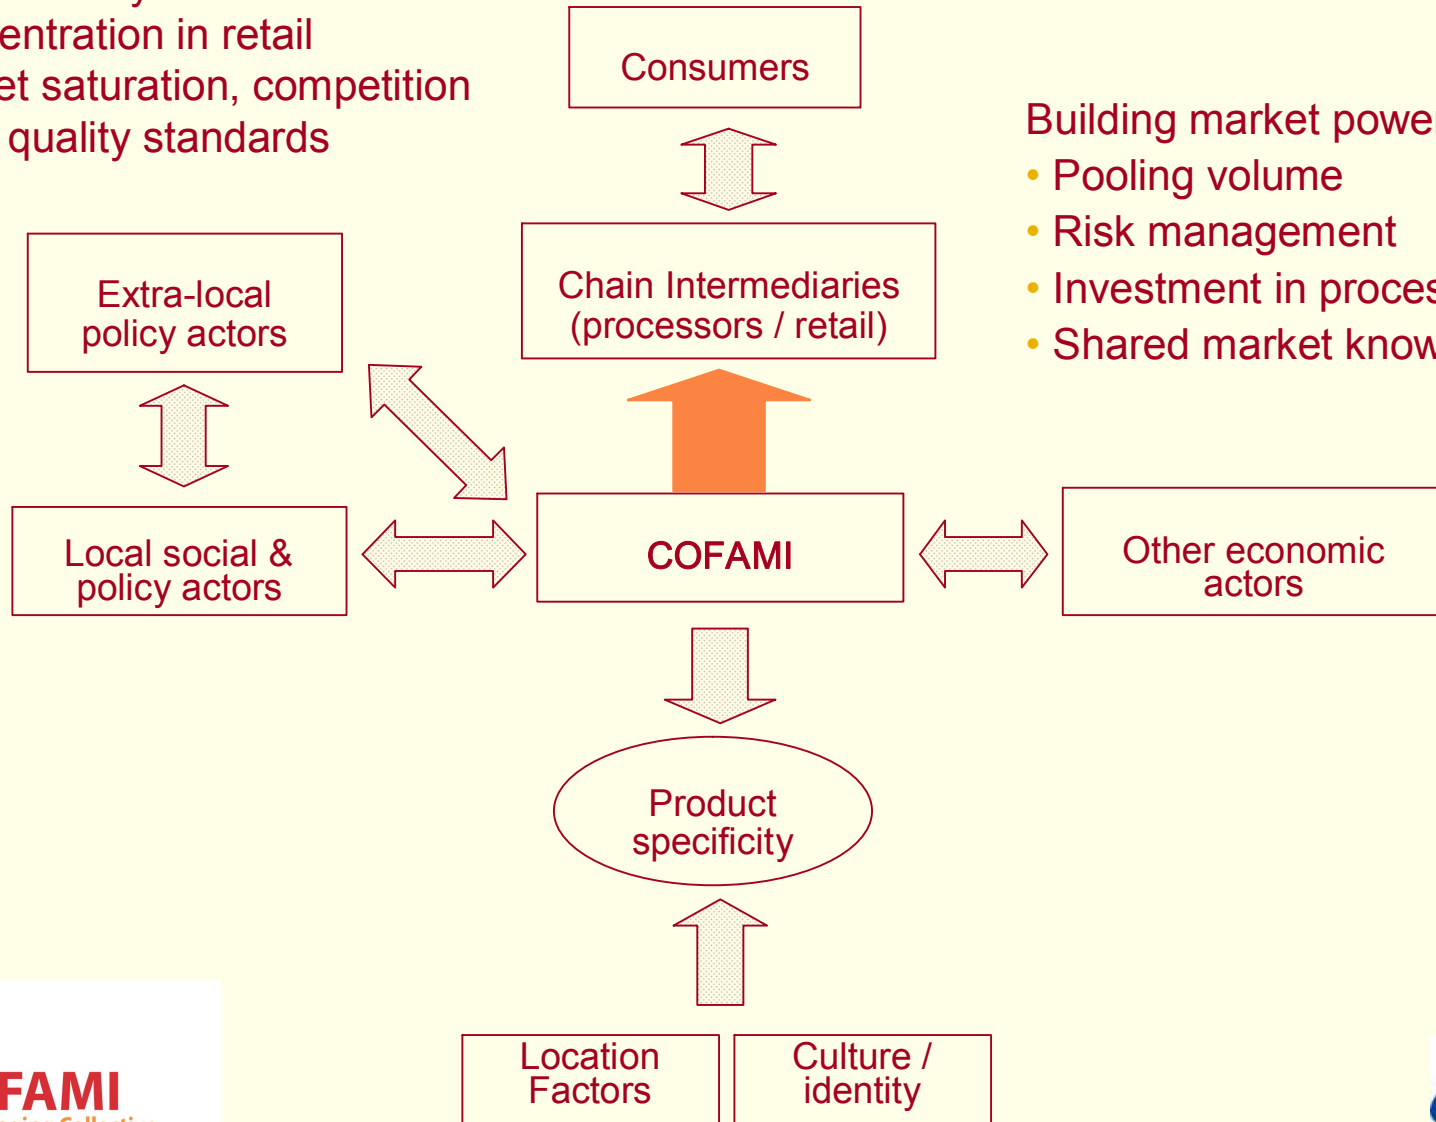 entration in retail
et saturation, competition
quality standards
Consumers
Building market power
• Pooling volume
• Risk management
• Investment in proces
• Shared market know
Extra-local
policy actors
Chain Intermediaries
(processors / retail)
Local social &
policy actors
COFAMI
Other economic
actors
Product
specificity
Location
Factors
Culture /
identity
FAMI